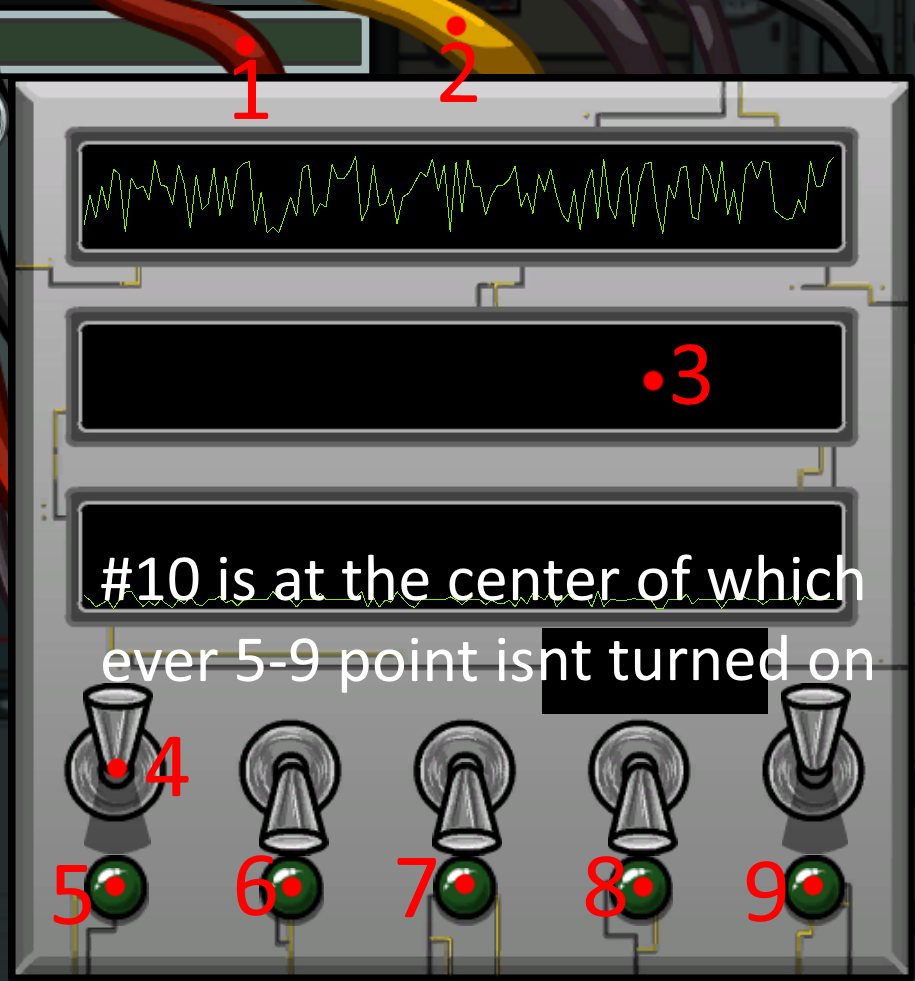 1
2
3
#10 is at the center of which
ever 5-9 point isnt turned on
4
5 6 7 8 9